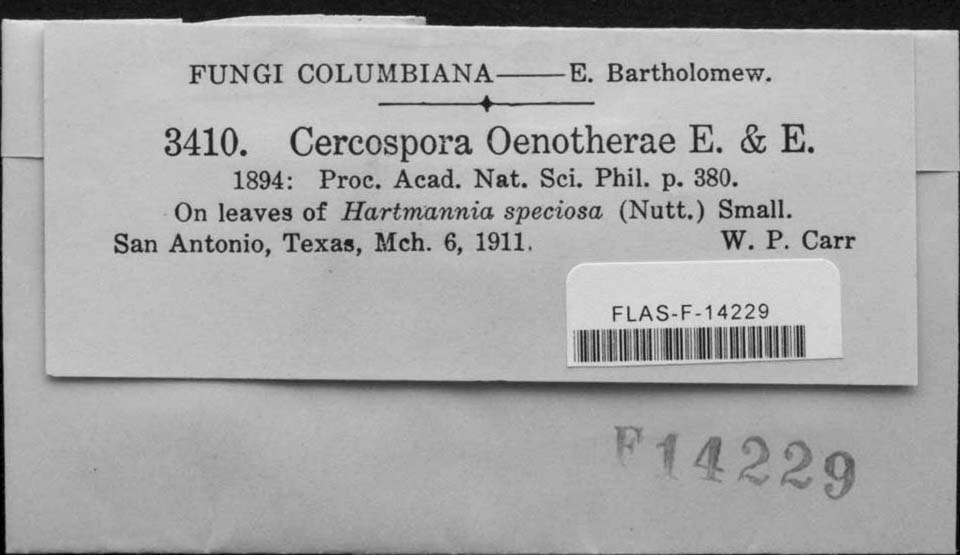 FUNGI COLUMBIANA——E. Bartholomew.
3410. Cercospora Oenotherae E. & E.
1894: Proc. Acad. Nat. Sci. Phil. p. 380.
On leaves of Hartmannia speciosa (Nutt.) Small.
San Antonio, Texas, Mch. 6, 1911. W. P. Carr
FLAS-F-14229
F14229